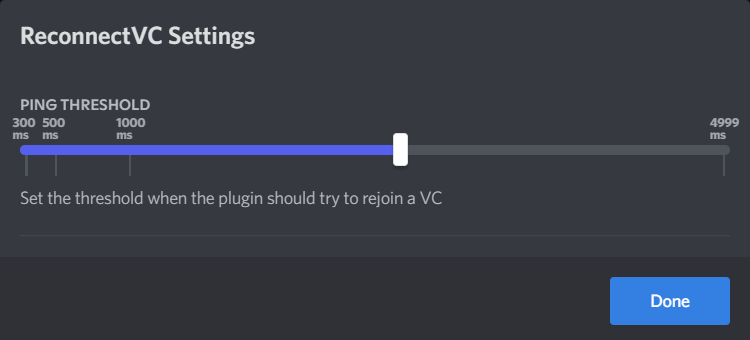 ReconnectVC Settings
PING THRESHOLD
300 500 1000 4999
ms ms ms ms
Set the threshold when the plugin should try to rejoin a VC
Done